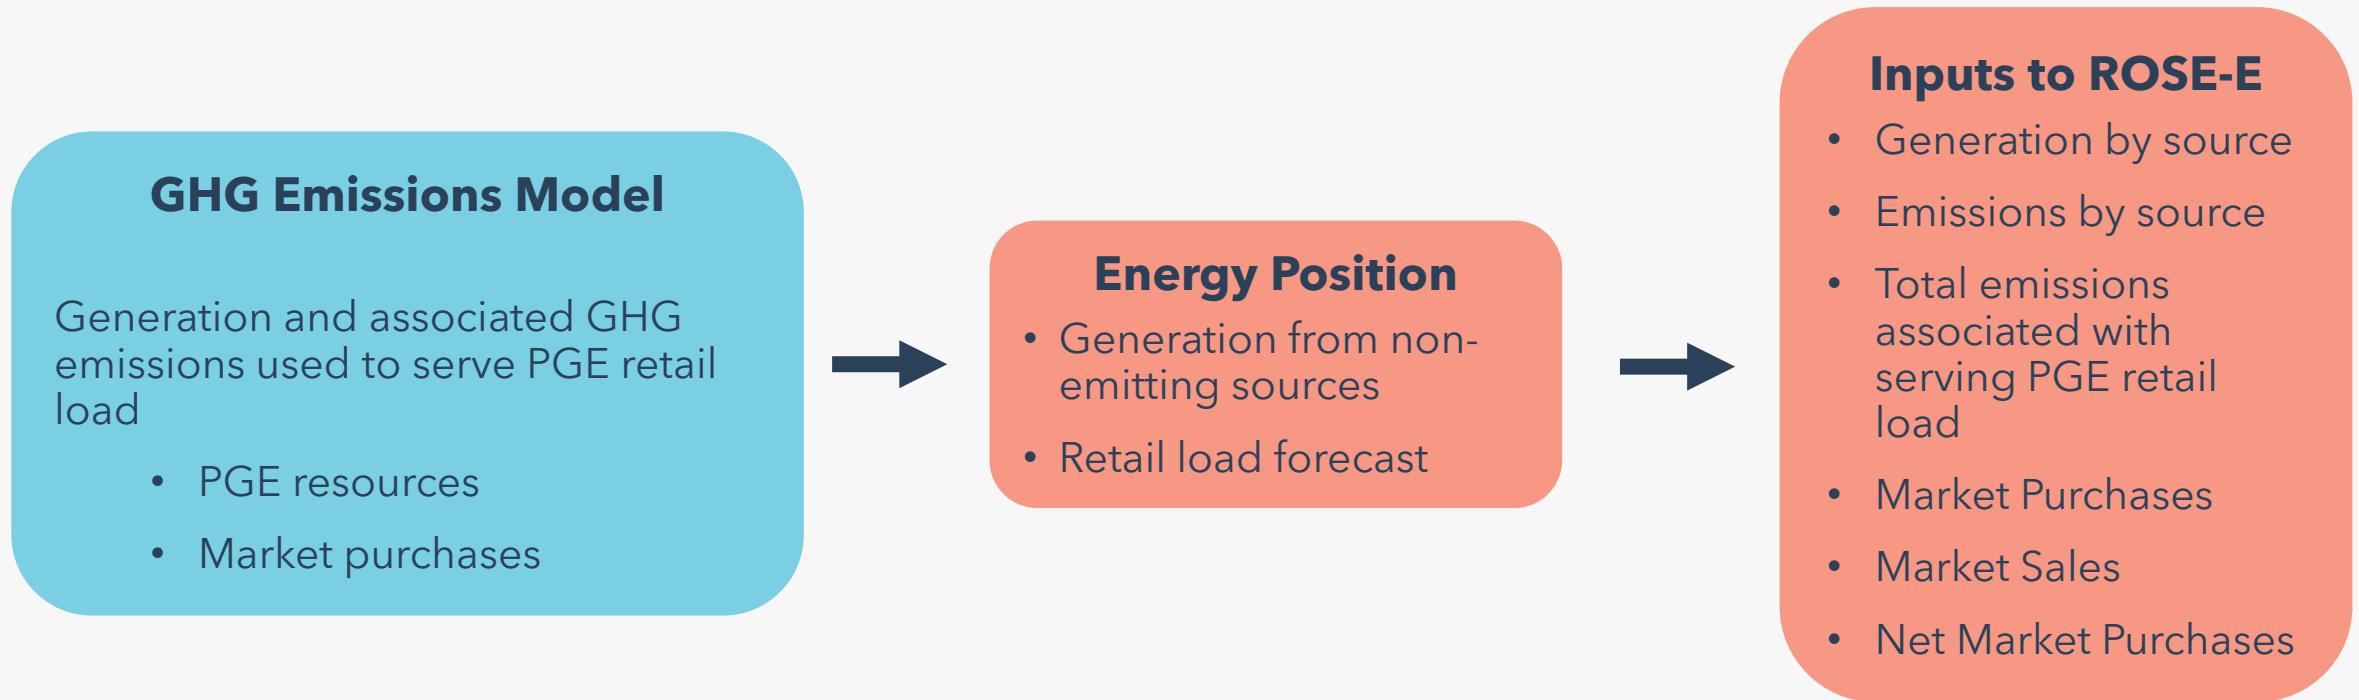 GHG Emissions Model
Generation and associated GHG
emissions used to serve PGE retail
load
• PGE resources
• Market purchases
Energy Position
• Generation from non-
emitting sources
• Retail load forecast
Inputs to ROSE-E
• Generation by source
• Emissions by source
• Total emissions
associated with
serving PGE retail
load
• Market Purchases
• Market Sales
• Net Market Purchases